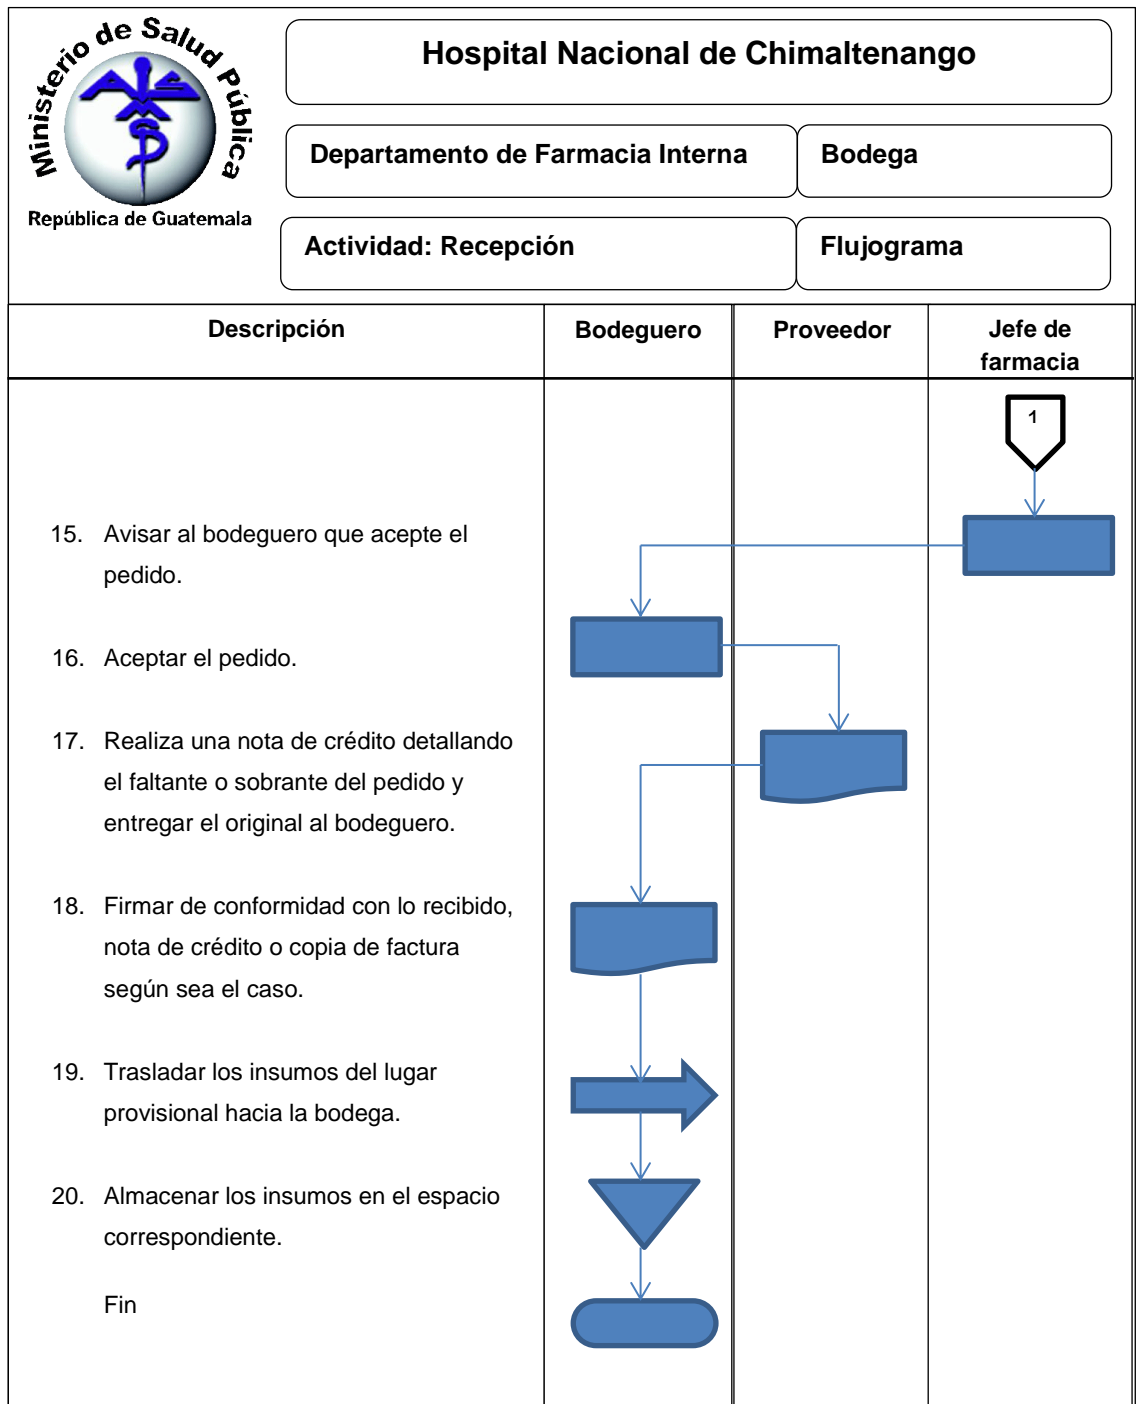 Ministerio de Salud Pública
República de Guatemala
Hospital Nacional de Chimaltenango
Departamento de Farmacia Interna
Bodega
Actividad: Recepción
Flujograma
Descripción
Bodeguero
Proveedor
Jefe de
farmacia
1
15. Avisar al bodeguero que acepte el
pedido.
16. Aceptar el pedido.
17. Realiza una nota de crédito detallando
el faltante o sobrante del pedido y
entregar el original al bodeguero.
18. Firmar de conformidad con lo recibido,
nota de crédito o copia de factura
según sea el caso.
19. Trasladar los insumos del lugar
provisional hacia la bodega.
20. Almacenar los insumos en el espacio
correspondiente.
Fin